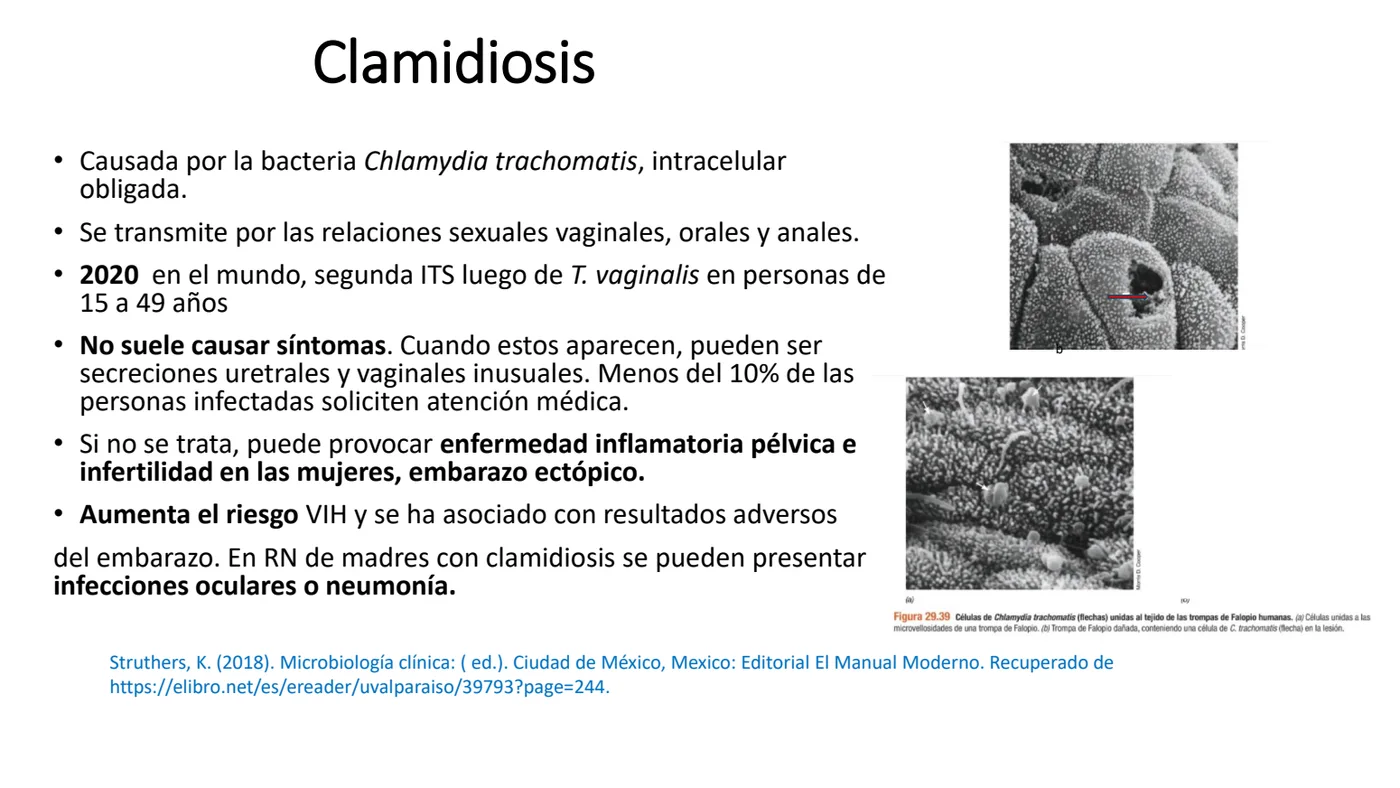 Clamidiosis
• Causada por la bacteria Chlamydia trachomatis, intracelular
obligada.
• Se transmite por las relaciones sexuales vaginales, orales y anales.
• 2020 en el mundo, segunda ITS luego de T. vaginalis en personas de
15 a 49 años
• No suele causar síntomas. Cuando estos aparecen, pueden ser
secreciones uretrales y vaginales inusuales. Menos del 10% de las
personas infectadas soliciten atención médica.
• Si no se trata, puede provocar enfermedad inflamatoria pélvica e
infertilidad en las mujeres, embarazo ectópico.
• Aumenta el riesgo VIH y se ha asociado con resultados adversos
del embarazo. En RN de madres con clamidiosis se pueden presentar
infecciones oculares o neumonía.
b
Morris D. Cooper
(a)
Figura 29.39 Células de Chlamydia trachomatis (flechas) unidas al tejido de las trompas de Falopio humanas. (a) Células unidas a las
microvellosidades de una trompa de Falopio. (b) Trompa de Falopio dañada, conteniendo una célula de C. trachomatis (flecha) en la lesión.
Struthers, K. (2018). Microbiología clínica: ( ed.). Ciudad de México, Mexico: Editorial El Manual Moderno. Recuperado de
https://elibro.net/es/ereader/uvalparaiso/39793?page=244.